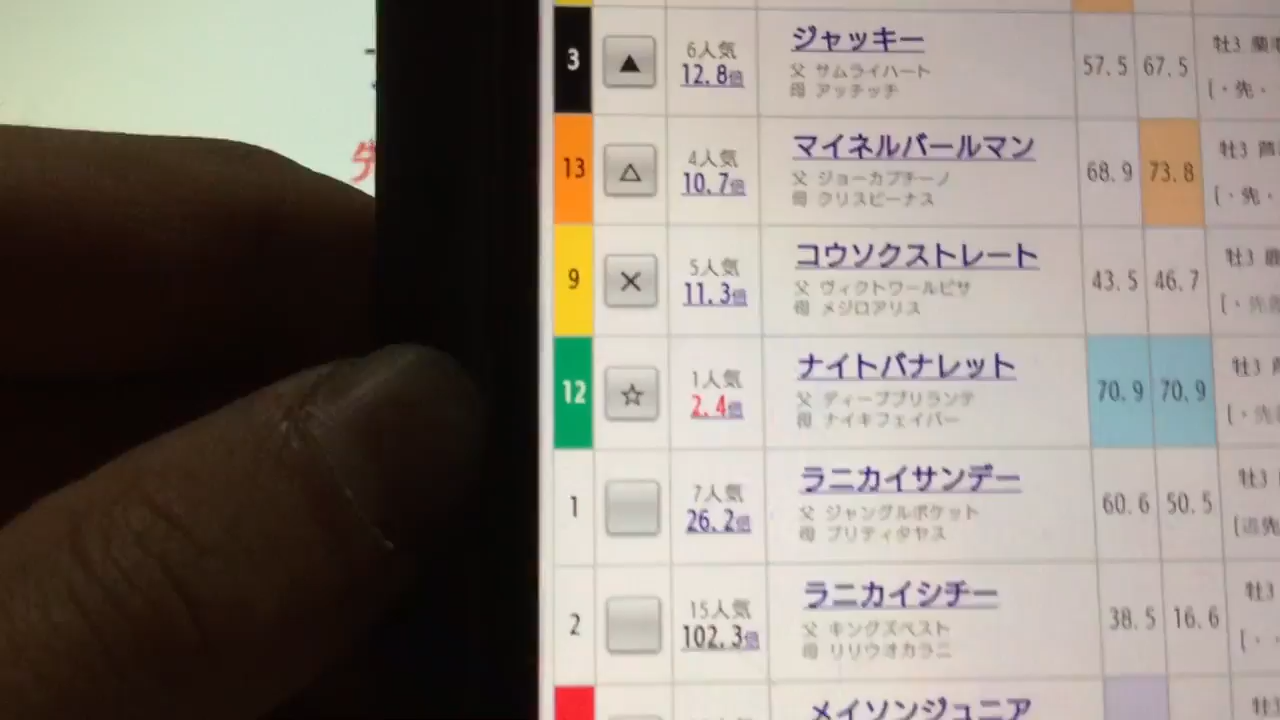 3 ▲ 6人気 ジャッキー 57.5 67.5 牡3
12.8倍 父 サムライハート
母 アッチッチ [・先・
13 △ 4人気 マイネルバールマン 68.9 73.8 牡3 芦
10.7倍 父 ジョーカプチーノ
母 クリスビーナス [・先・
9 × 5人気 コウソクストレート 43.5 46.7 牡3
11.3倍 父 ヴィクトワールピサ
母 メジロアリス [・先
12 ☆ 1人気 ナイトバナレット 70.9 70.9 牡3
2.4倍 父 ディープブリランテ
母 ナイキフェイバー [・先
1 7人気 ラニカイサンデー 60.6 50.5 牡3
26.2倍 父 ジャングルポケット
母 プリティタヤス [逃先
2 15人気 ラニカイシチー 38.5 16.6 牡3
102.3倍 父 キングズベスト
母 リリウオカラニ [・
メイソンジュニア